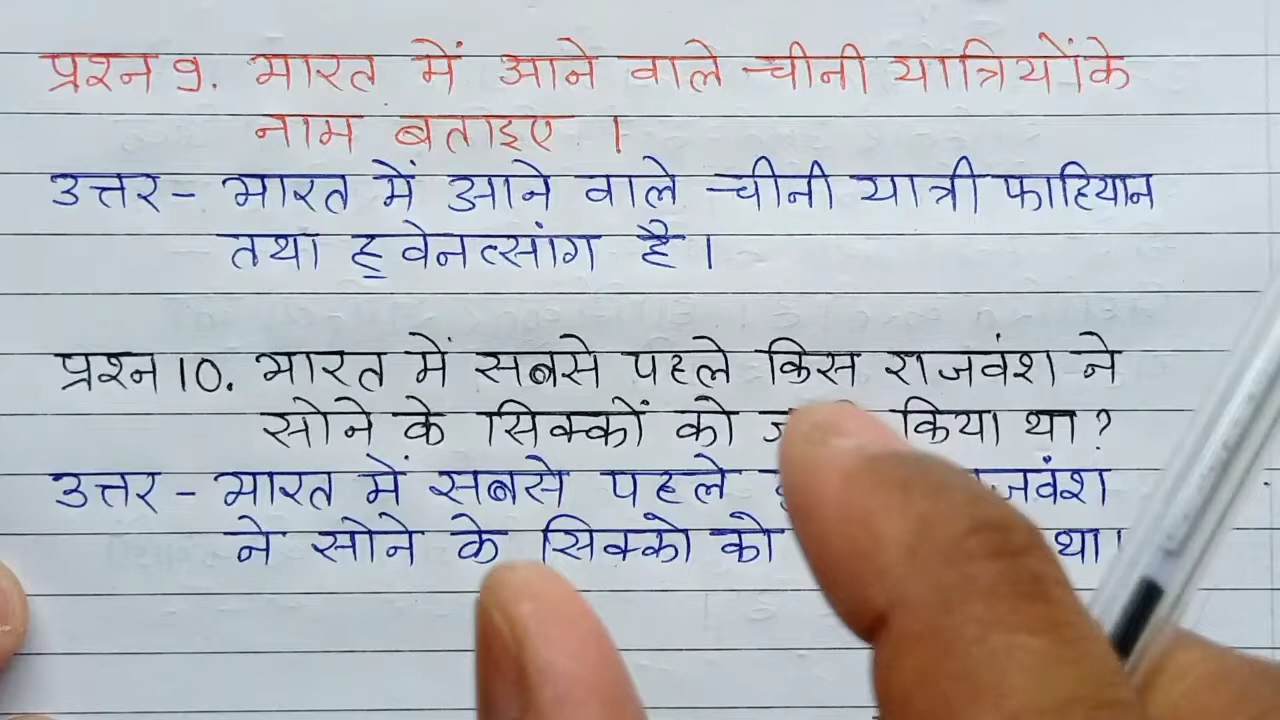 प्रश्न 9. भारत में आने वाले चीनी यात्रियों के
नाम बताइए ।
उत्तर - भारत में आने वाले चीनी यात्री फाहियान
तथा ह्वेनत्सांग है।
प्रश्न 10. भारत में सबसे पहले किस राजवंश ने
सोने के सिक्कों को किया था?
उत्तर - भारत में सबसे पहले
ने सोने के सिक्को को था।